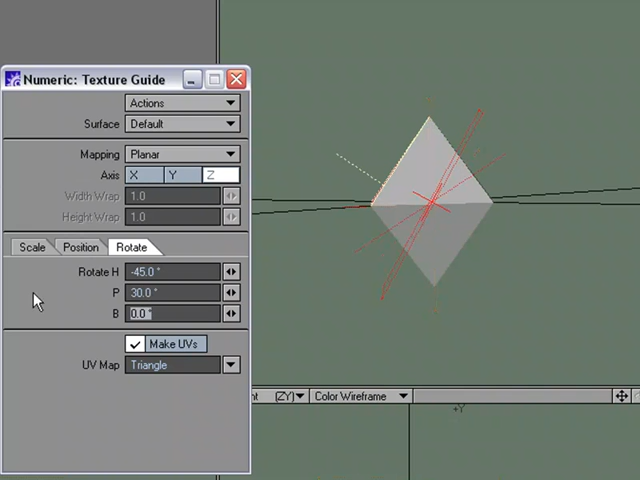 Numeric: Texture Guide
Actions
Surface Default
Mapping Planar
Axis X Y Z
Width Wrap 1.0
Height Wrap 1.0
Scale Position Rotate
Rotate H -45.0 °
P 30.0 °
B 0.0 °
Make UVs
UV Map Triangle
nt (ZY) Color Wireframe
+Y